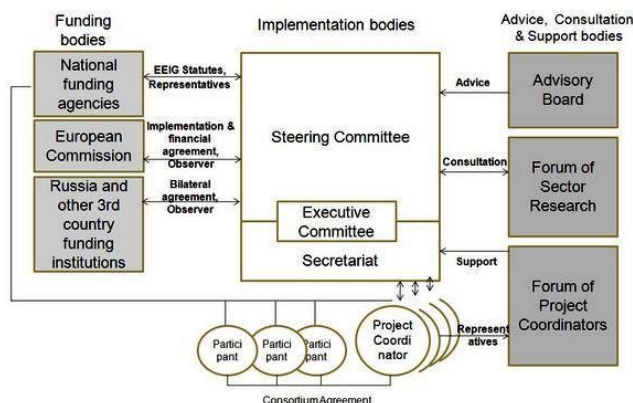 Funding
bodies
Implementation bodies
Advice, Consultation
& Support bodies
National
funding
agencies
EEIG Statutes,
Representatives
European
Commission
Implementation &
financial
agreement,
Observer
Russia and
other 3rd
country
funding
institutions
Bilateral
agreement,
Observer
Steering Committee
Executive
Committee
Secretariat
Advice
Advisory
Board
Consultation
Forum of
Sector
Research
Support
Forum of
Project
Coordinators
Represent
atives
Partici
pant
Partici
pant
Partici
pant
Project
Coordi
nator
Consortium Agreement